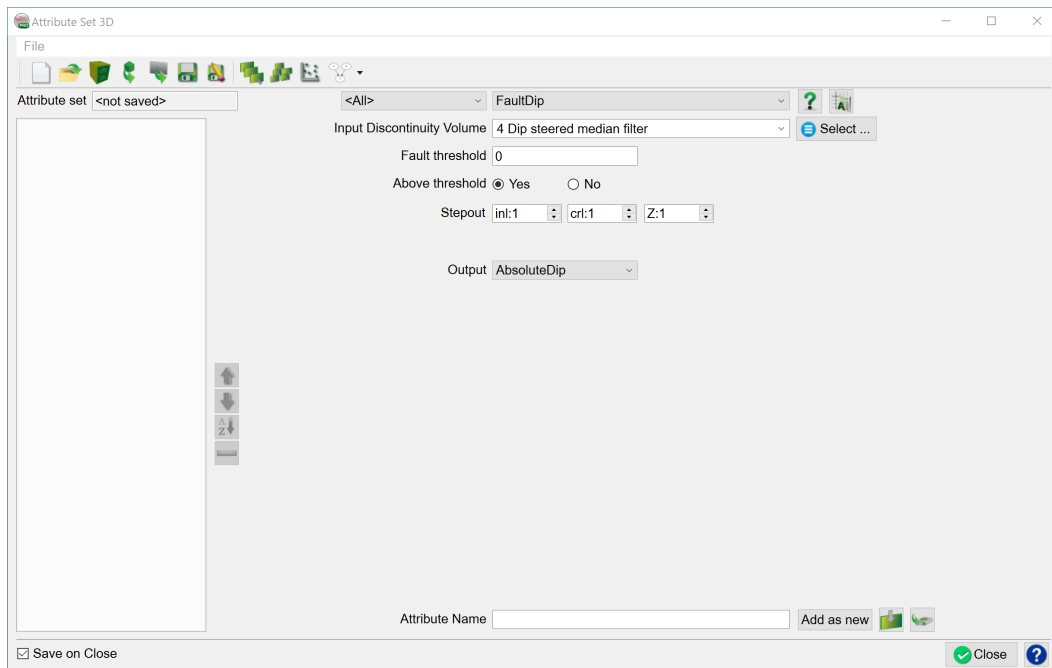 Attribute Set 3D
File
Attribute set <not saved> <All> FaultDip
Input Discontinuity Volume 4 Dip steered median filter Select ...
Fault threshold 0
Above threshold Yes No
Stepout inl:1 crl:1 Z:1
Output AbsoluteDip
Attribute Name Add as new
Save on Close Close